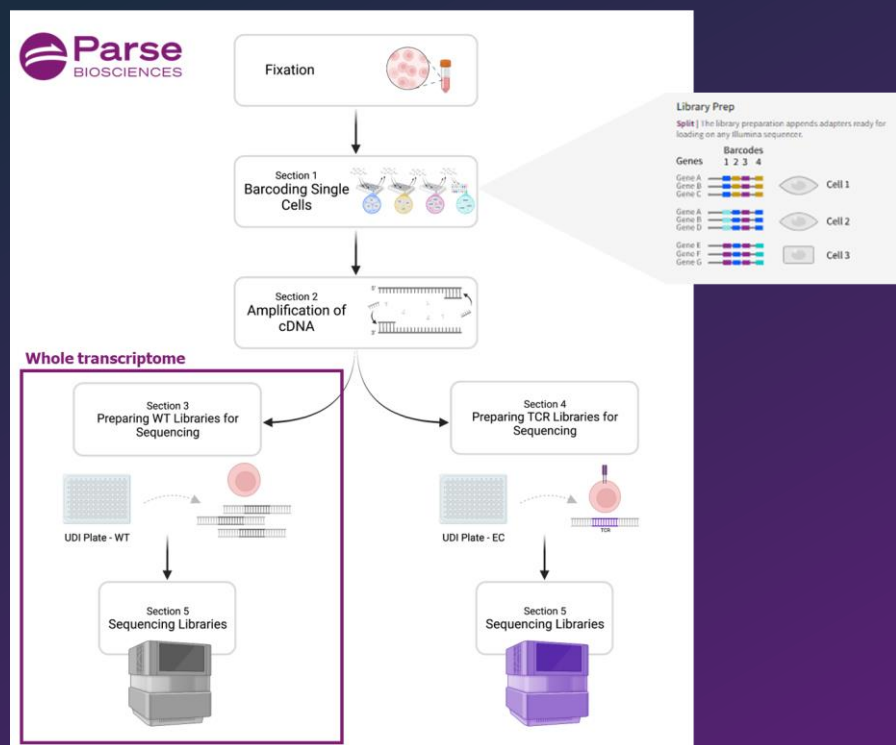 Parse
BIOSCIENCES
Fixation
Section 1
Barcoding Single
Cells
Section 2
Amplification of
cDNA
5'
3'
Library Prep
Split | The library preparation appends adapters ready for
loading on any Illumina sequencer.
Barcodes
Genes 1 2 3 4
Gene A
Gene B
Gene C
Cell 1
Gene A
Gene B
Gene D
Cell 2
Gene E
Gene F
Gene G
Cell 3
Whole transcriptome
Section 3
Preparing WT Libraries for
Sequencing
UDI Plate - WT
Section 5
Sequencing Libraries
Section 4
Preparing TCR Libraries for
Sequencing
UDI Plate - EC
TCR
Section 5
Sequencing Libraries